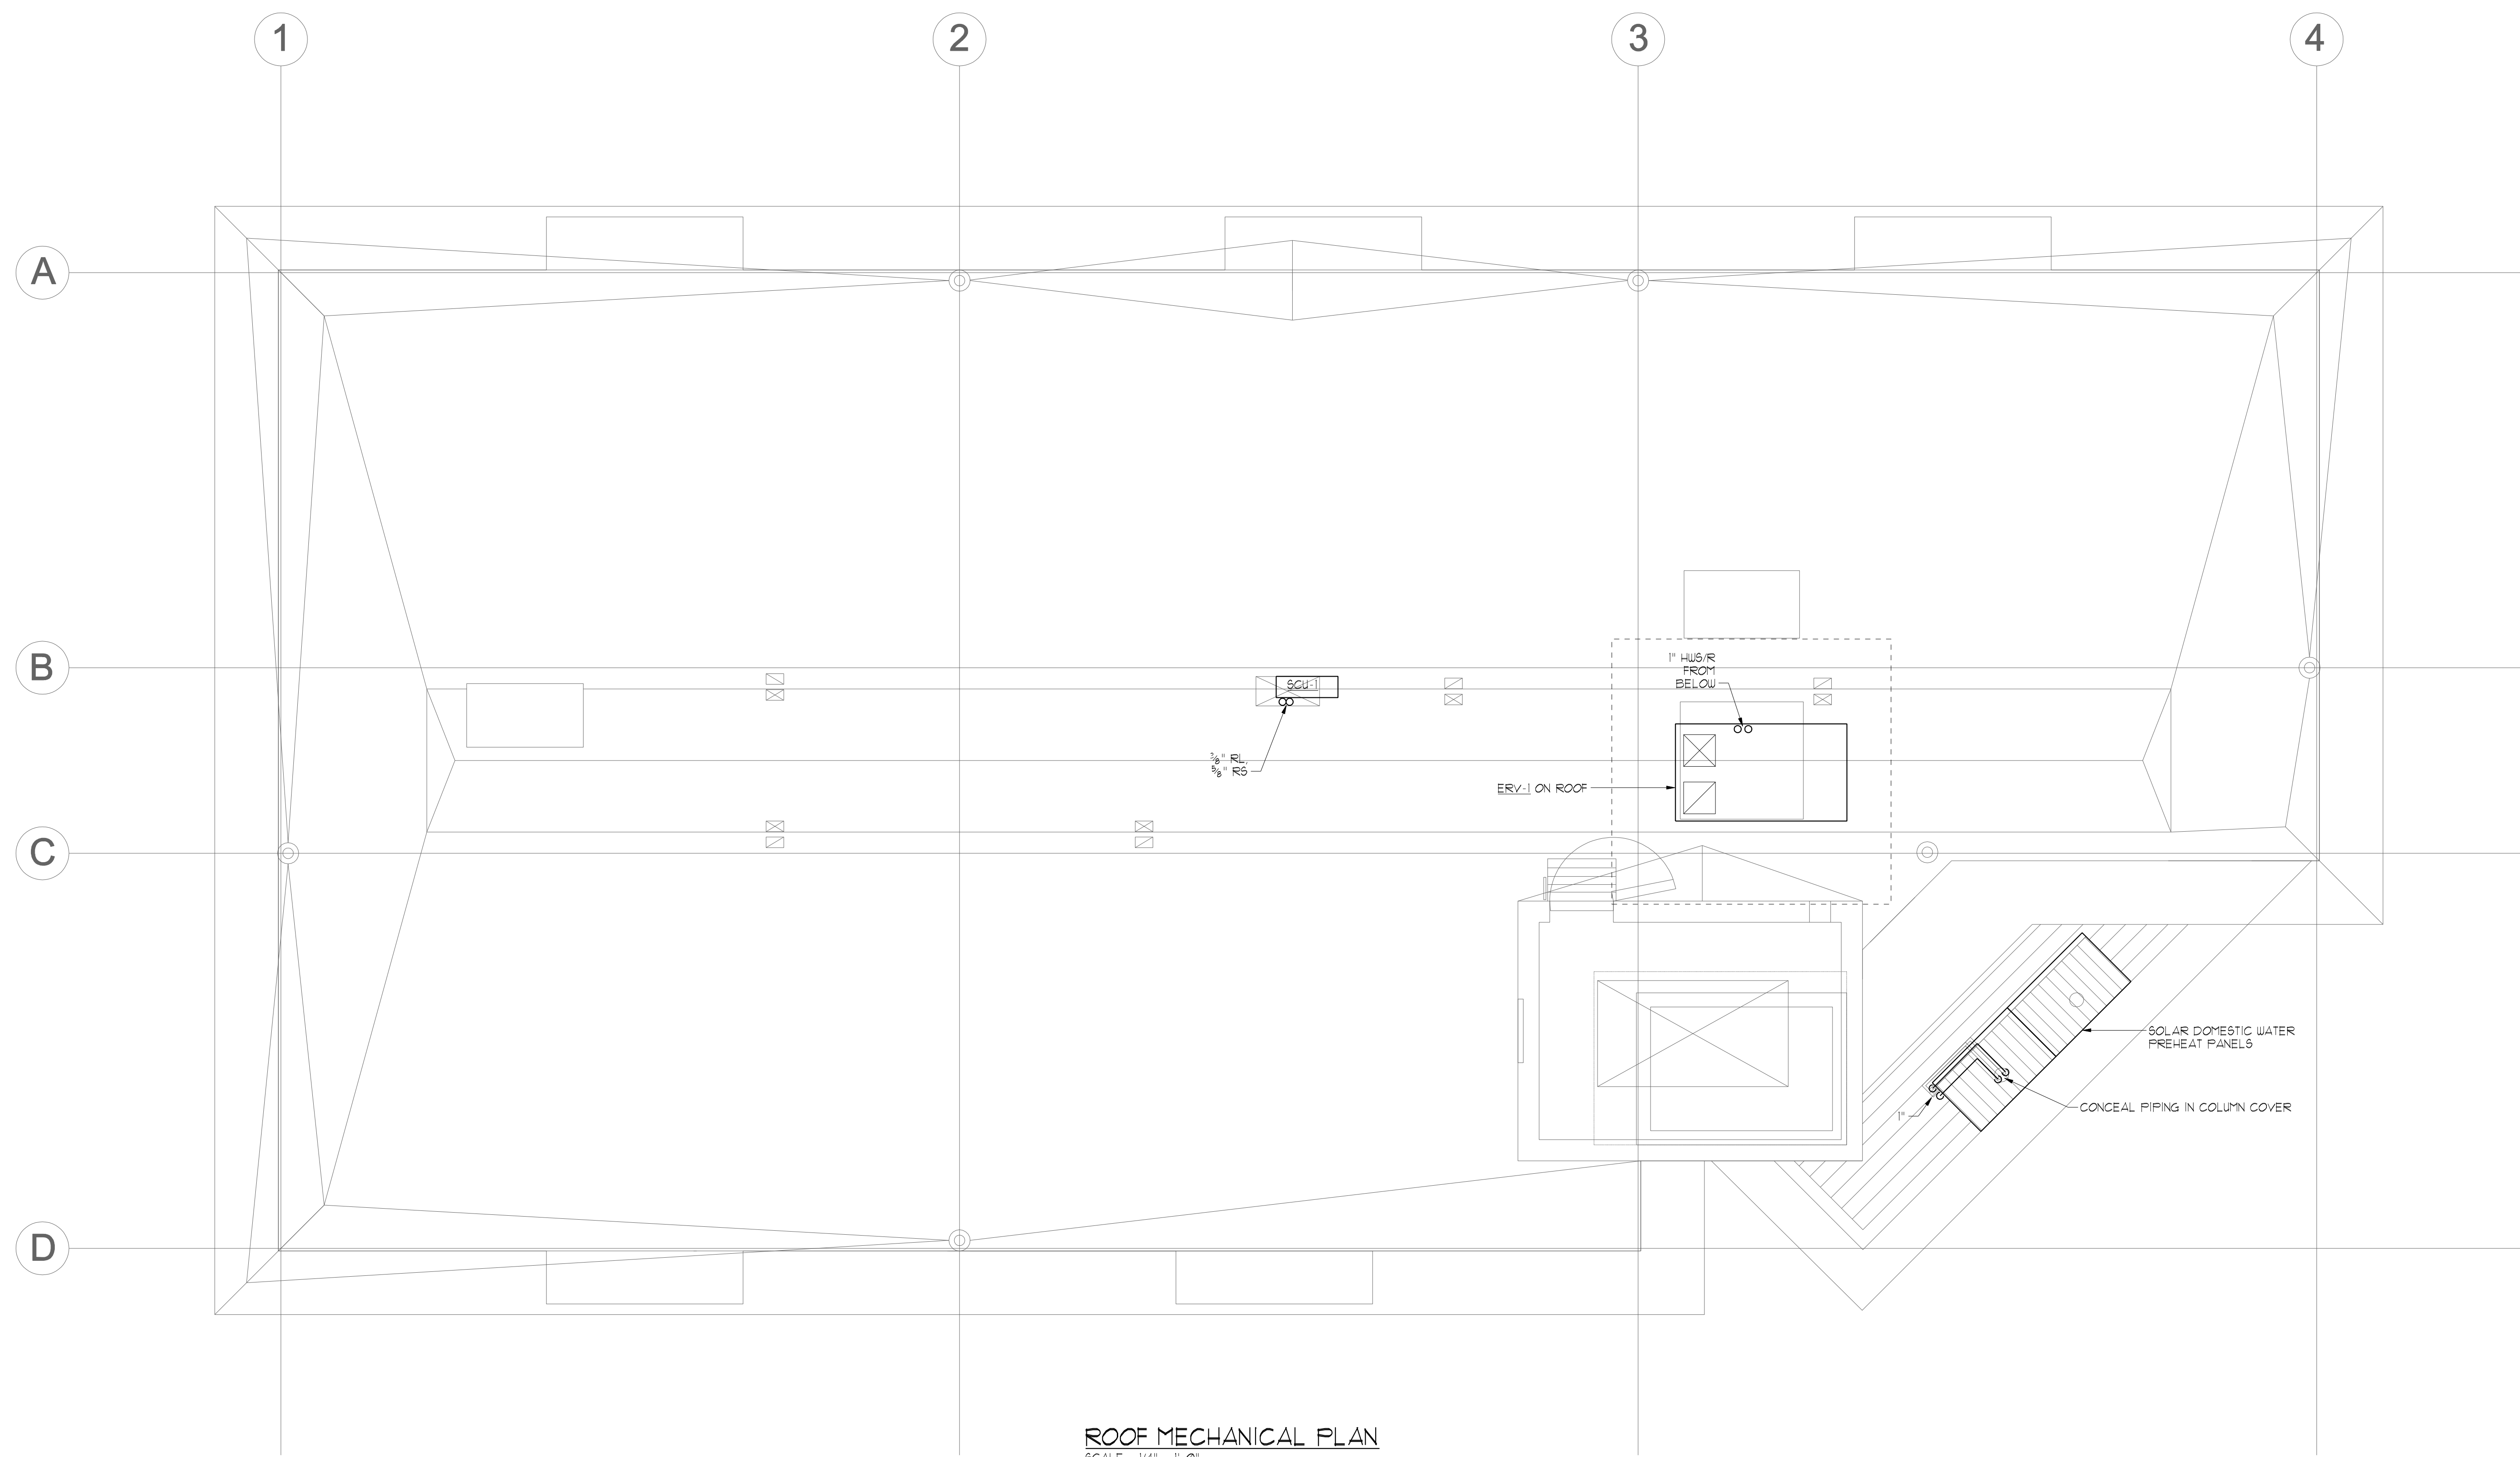 1
2
3
4
A
B
C
D
1" HWS/R
FROM
BELOW
SCU-1
3/8" RL,
5/8" RS
ERV-1 ON ROOF
SOLAR DOMESTIC WATER
PREHEAT PANELS
CONCEAL PIPING IN COLUMN COVER
1"
ROOF MECHANICAL PLAN